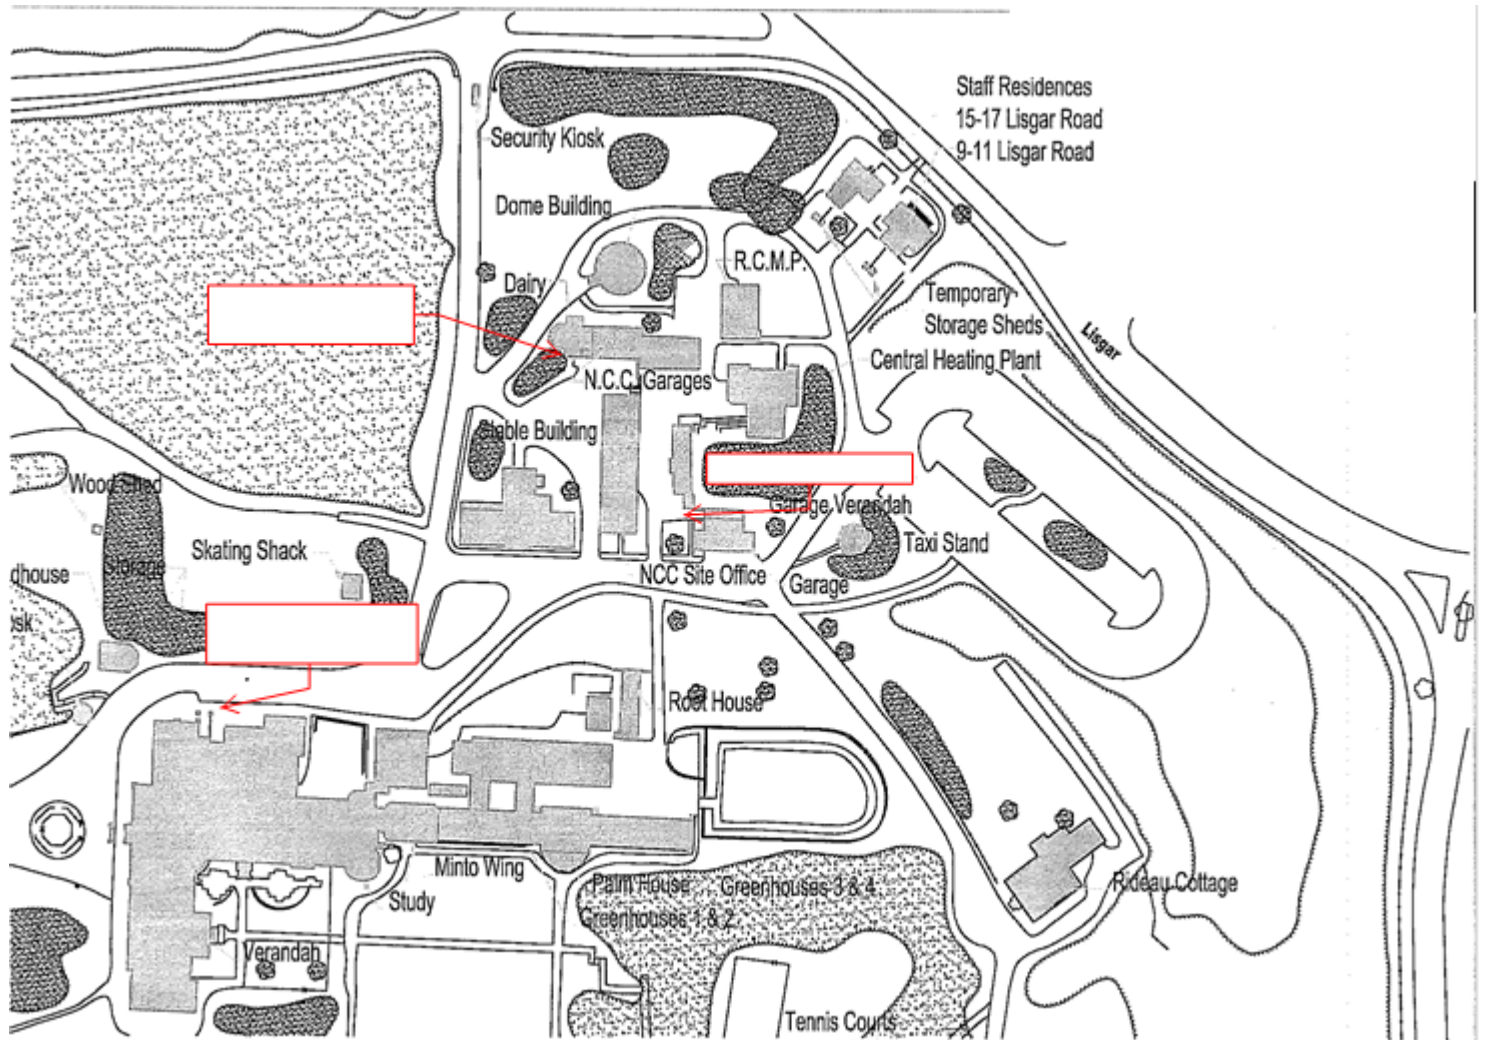 Staff Residences
15-17 Lisgar Road
9-11 Lisgar Road
Security Kiosk
Dome Building
R.C.M.P.
Dairy
Temporary
Storage Sheds
Lisgar
Central Heating Plant
N.C.C. Garages
Stable Building
Wood Shed
Garage Verandah
Skating Shack
Taxi Stand
Storage
dhouse
NCC Site Office
Garage
osk
Root House
Minto Wing
Palm House
Greenhouses 3 & 4
Rideau Cottage
Study
Greenhouses 1 & 2
Verandah
Tennis Courts